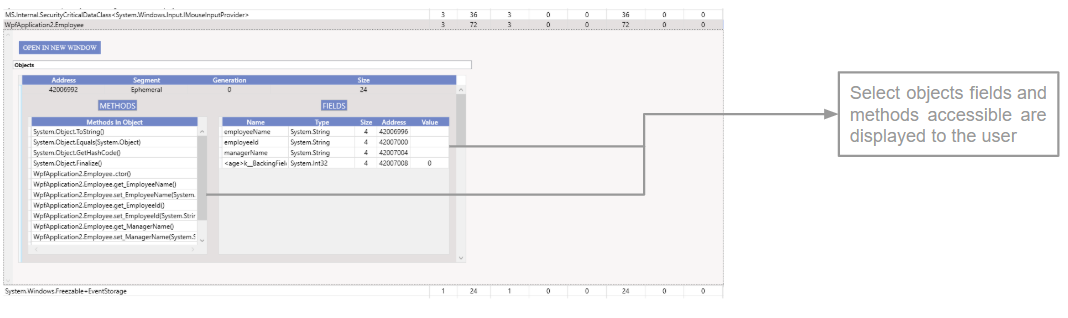 MS.Internal.SecurityCriticalDataClass<System.Windows.Input.IMouseInputProvider> 3 36 3 0 0 36 0 0
WpfApplication2.Employee 3 72 3 0 0 72 0 0
OPEN IN NEW WINDOW
Objects
Address Segment Generation Size
42006992 Ephemeral 0 24
METHODS FIELDS
Methods In Object
System.Object.ToString()
System.Object.Equals(System.Object)
System.Object.GetHashCode()
System.Object.Finalize()
WpfApplication2.Employee..ctor()
WpfApplication2.Employee.get_EmployeeName()
WpfApplication2.Employee.set_EmployeeName(System.
WpfApplication2.Employee.get_EmployeeId()
WpfApplication2.Employee.set_EmployeeId(System.Strin
WpfApplication2.Employee.get_ManagerName()
WpfApplication2.Employee.set_ManagerName(System.S
Name Type Size Address Value
employeeName System.String 4 42006996
employeeId System.String 4 42007000
managerName System.String 4 42007004
<age>k__BackingFiel System.Int32 4 42007008 0
Select objects fields and
methods accessible are
displayed to the user
System.Windows.Freezable+EventStorage 1 24 1 0 0 24 0 0